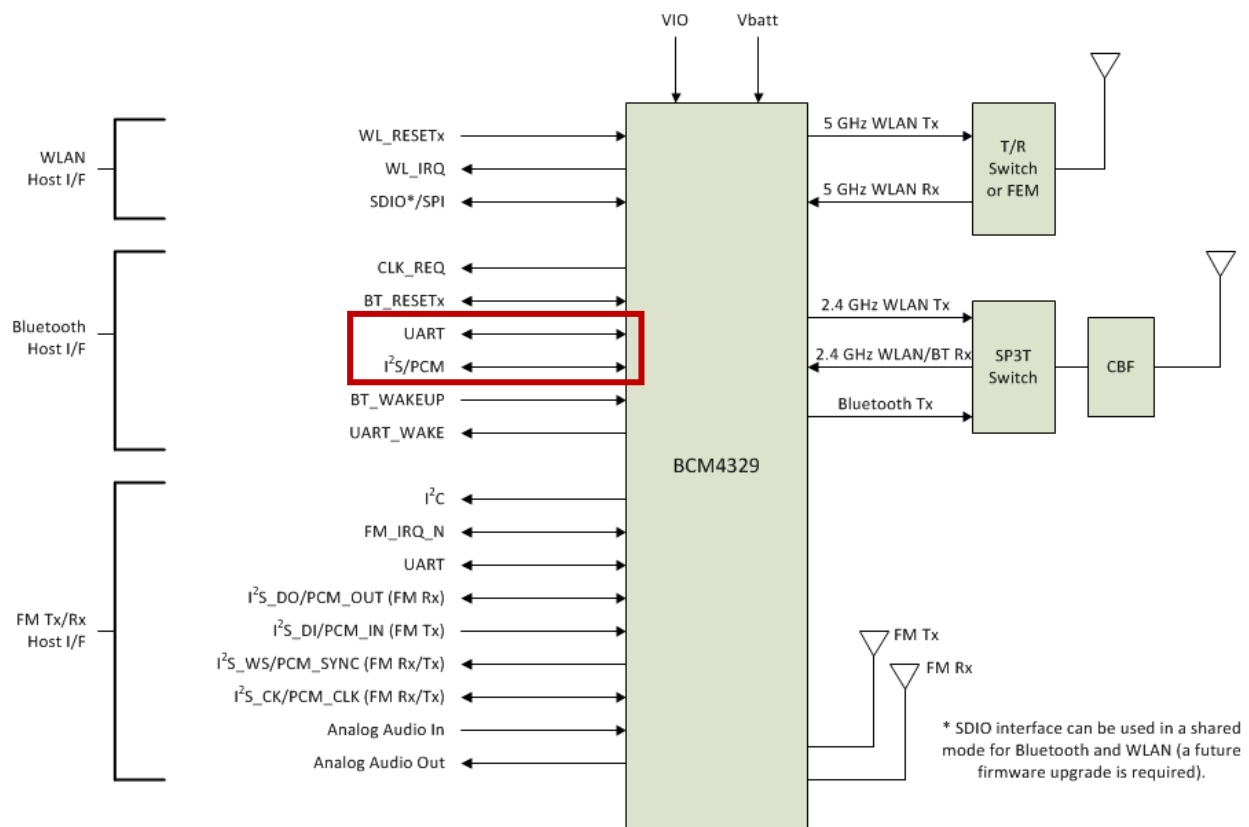 VIO
Vbatt
WLAN
Host I/F
WL_RESETx
WL_IRQ
SDIO*/SPI
Bluetooth
Host I/F
CLK_REQ
BT_RESETx
UART
I²S/PCM
BT_WAKEUP
UART_WAKE
FM Tx/Rx
Host I/F
I²C
FM_IRQ_N
UART
I²S_DO/PCM_OUT (FM Rx)
I²S_DI/PCM_IN (FM Tx)
I²S_WS/PCM_SYNC (FM Rx/Tx)
I²S_CK/PCM_CLK (FM Rx/Tx)
Analog Audio In
Analog Audio Out
BCM4329
5 GHz WLAN Tx
5 GHz WLAN Rx
T/R
Switch
or FEM
2.4 GHz WLAN Tx
2.4 GHz WLAN/BT Rx
Bluetooth Tx
SP3T
Switch
CBF
FM Tx
FM Rx
* SDIO interface can be used in a shared
mode for Bluetooth and WLAN (a future
firmware upgrade is required).